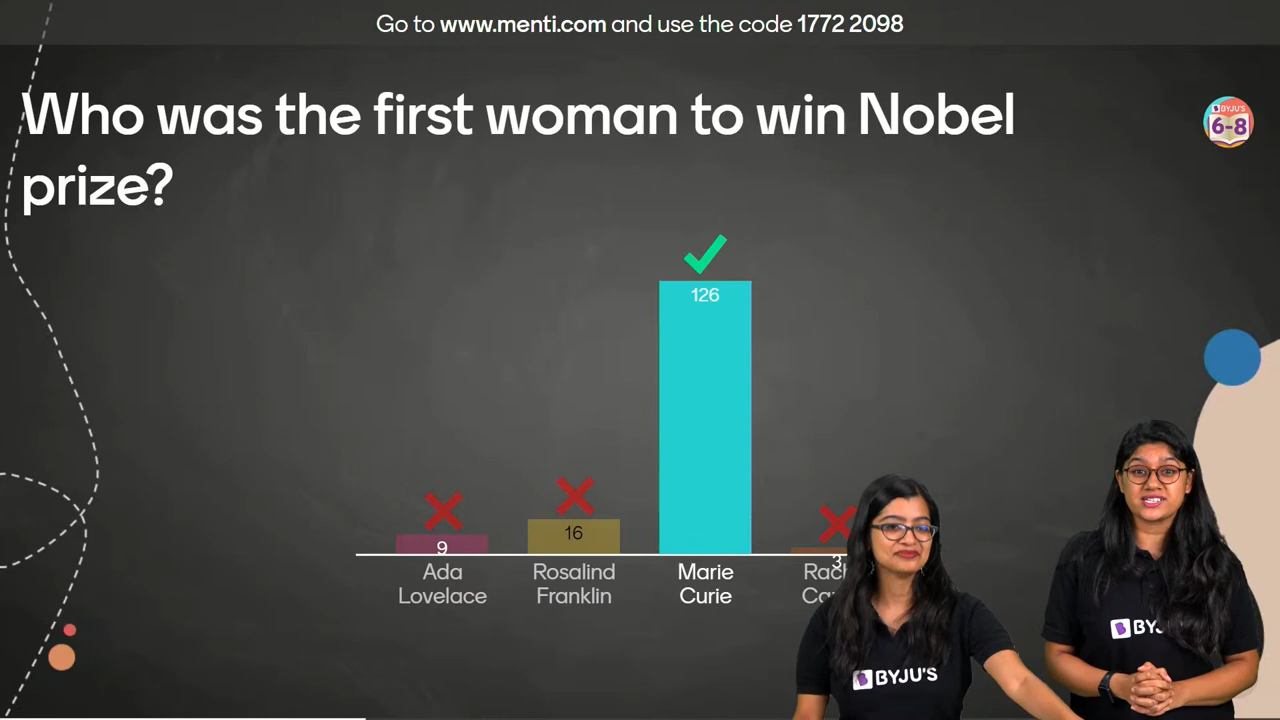 Go to www.menti.com and use the code 1772 2098
Who was the first woman to win Nobel
prize?
BYJU'S
6-8
126
16
9
3
Ada
Lovelace
Rosalind
Franklin
Marie
Curie
BYJU'S